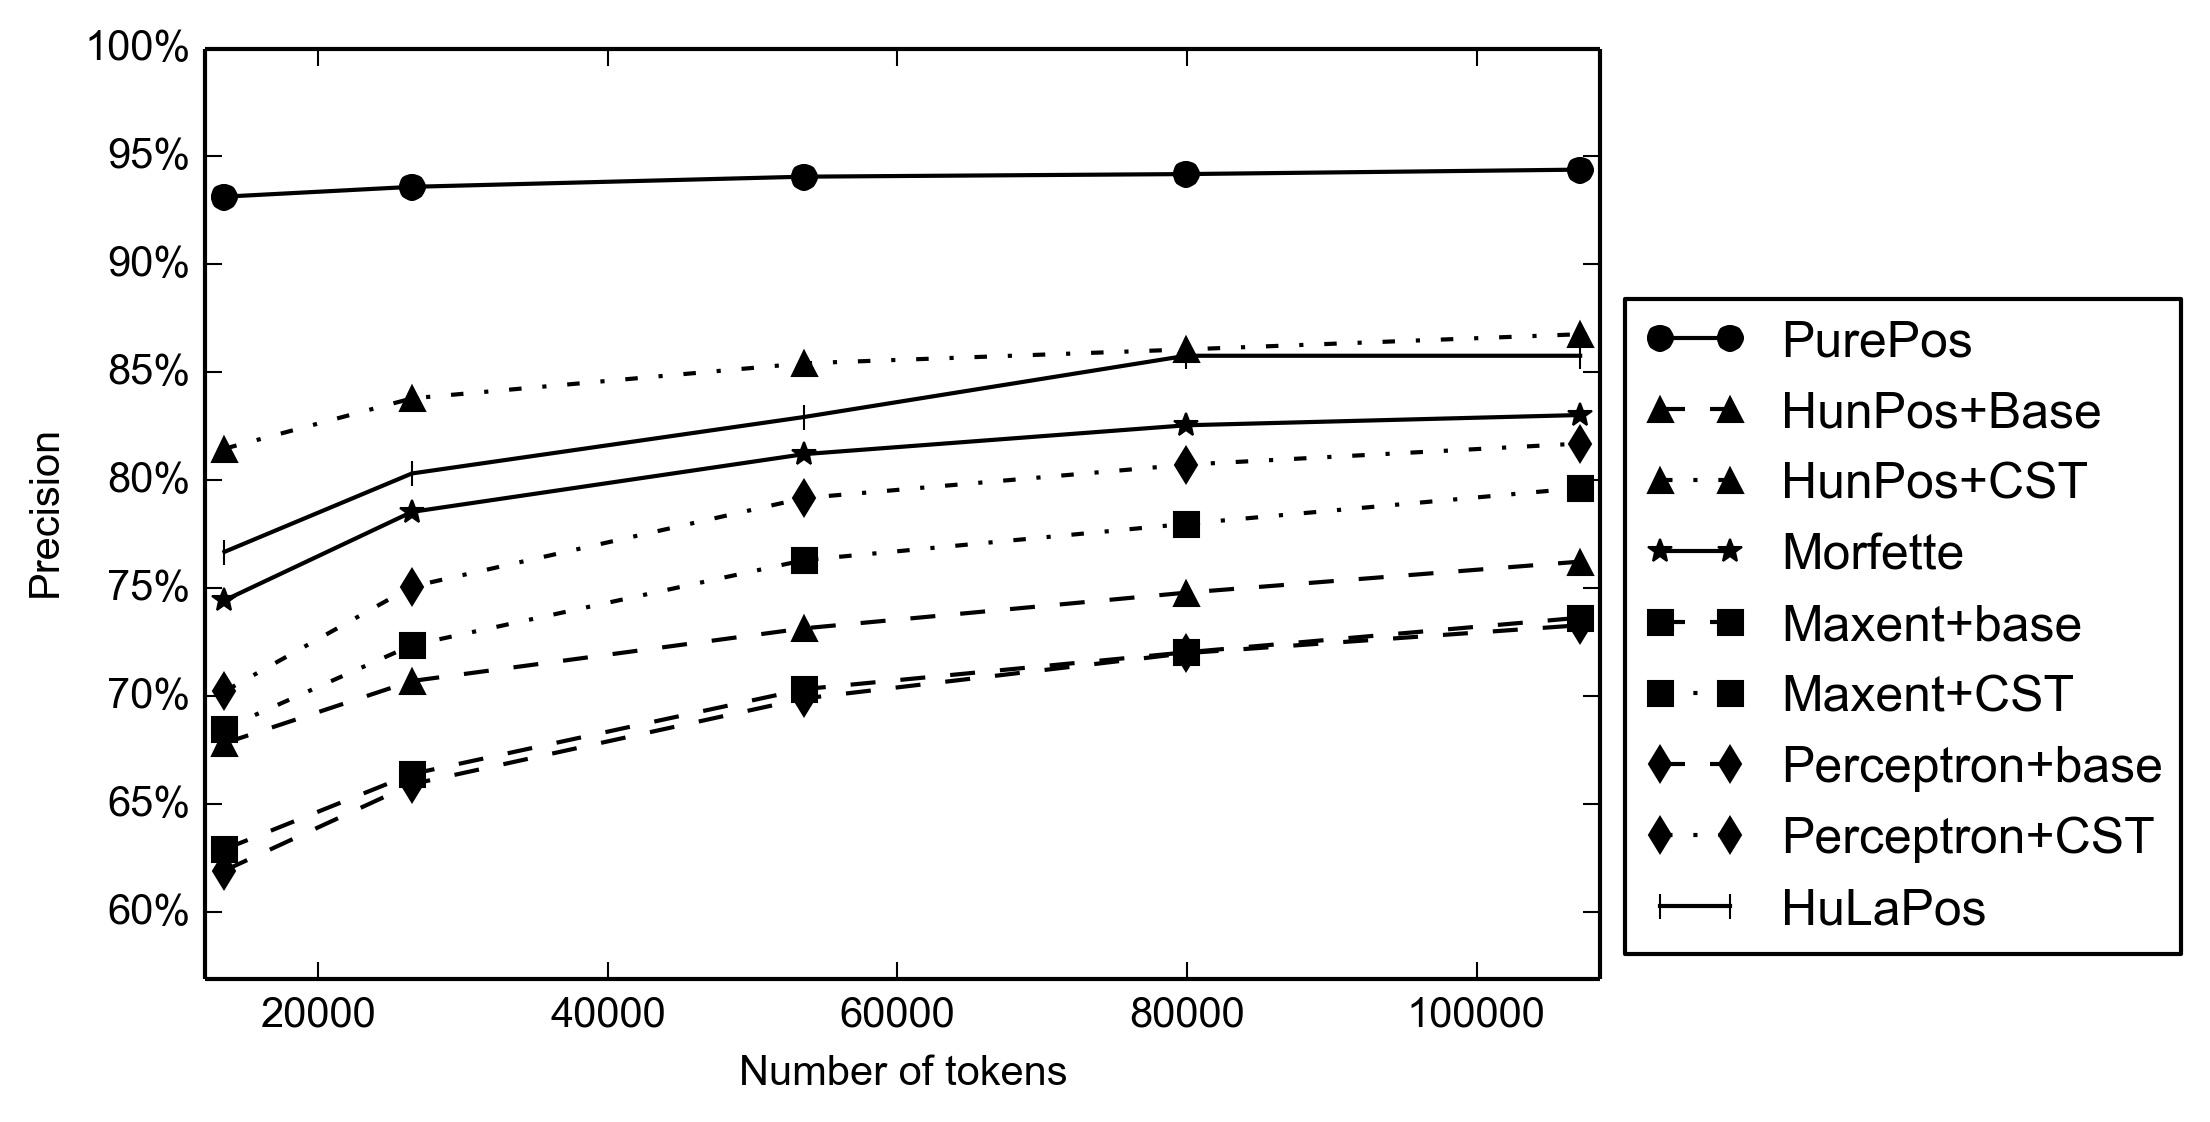 100%
95%
90%
85%
80%
75%
70%
65%
60%
Precision
20000 40000 60000 80000 100000
Number of tokens
PurePos
HunPos+Base
HunPos+CST
Morfette
Maxent+base
Maxent+CST
Perceptron+base
Perceptron+CST
HuLaPos